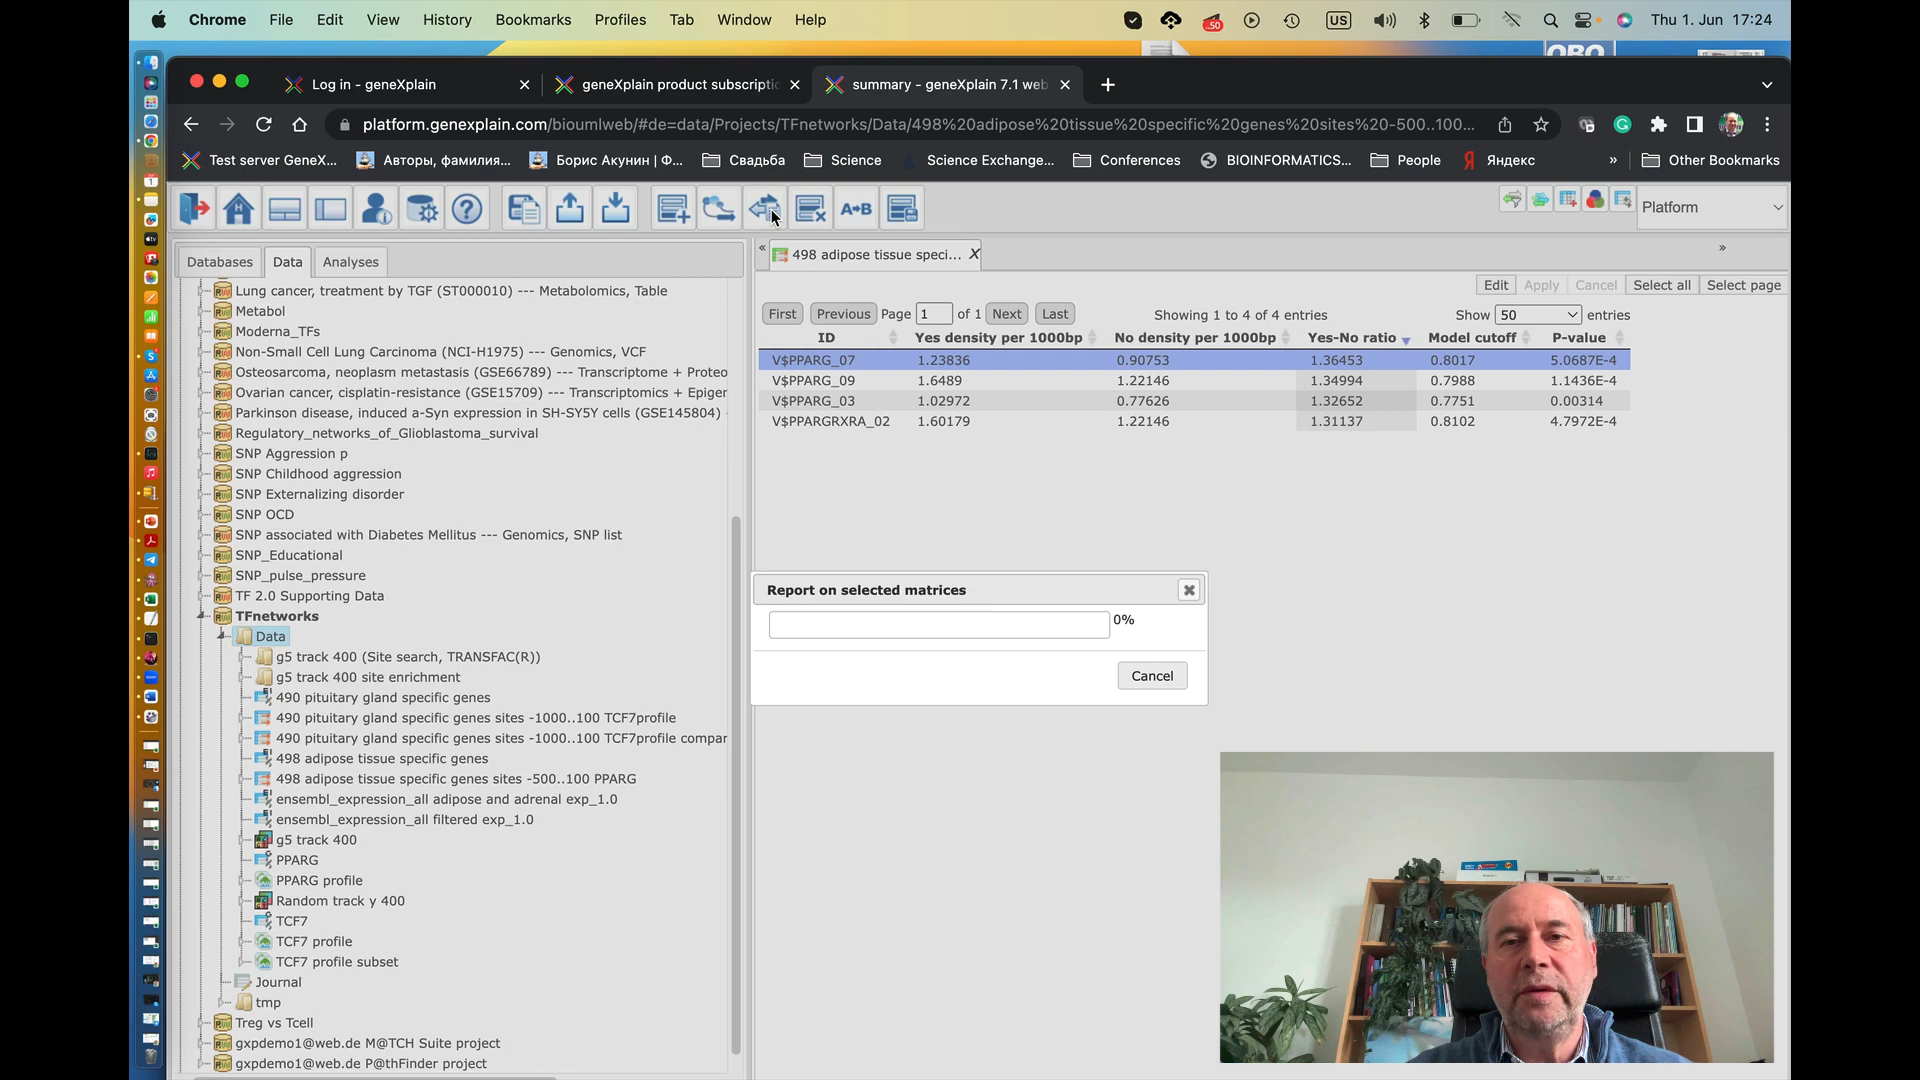 Chrome File Edit View History Bookmarks Profiles Tab Window Help
.50 US Thu 1. Jun 17:24
Log in - geneXplain
geneXplain product subscriptio
summary - geneXplain 7.1 web
platform.genexplain.com/bioumlweb/#de=data/Projects/TFnetworks/Data/498%20adipose%20tissue%20specific%20genes%20sites%20-500..100...
Test server GeneX... Авторы, фамилия... Борис Акунин | Ф... Свадьба Science Science Exchange... Conferences BIOINFORMATICS... People Яндекс » Other Bookmarks
A→B
Platform
Databases Data Analyses
Lung cancer, treatment by TGF (ST000010) --- Metabolomics, Table
Metabol
Moderna_TFs
Non-Small Cell Lung Carcinoma (NCI-H1975) --- Genomics, VCF
Osteosarcoma, neoplasm metastasis (GSE66789) --- Transcriptome + Proteo
Ovarian cancer, cisplatin-resistance (GSE15709) --- Transcriptomics + Epiger
Parkinson disease, induced a-Syn expression in SH-SY5Y cells (GSE145804) -
Regulatory_networks_of_Glioblastoma_survival
SNP Aggression p
SNP Childhood aggression
SNP Externalizing disorder
SNP OCD
SNP associated with Diabetes Mellitus --- Genomics, SNP list
SNP_Educational
SNP_pulse_pressure
TF 2.0 Supporting Data
TFnetworks
Data
g5 track 400 (Site search, TRANSFAC(R))
g5 track 400 site enrichment
490 pituitary gland specific genes
490 pituitary gland specific genes sites -1000..100 TCF7profile
490 pituitary gland specific genes sites -1000..100 TCF7profile compar
498 adipose tissue specific genes
498 adipose tissue specific genes sites -500..100 PPARG
ensembl_expression_all adipose and adrenal exp_1.0
ensembl_expression_all filtered exp_1.0
g5 track 400
PPARG
PPARG profile
Random track y 400
TCF7
TCF7 profile
TCF7 profile subset
Journal
tmp
Treg vs Tcell
gxpdemo1@web.de M@TCH Suite project
gxpdemo1@web.de P@thFinder project
« 498 adipose tissue speci... X »
Edit Apply Cancel Select all Select page
First Previous Page 1 of 1 Next Last Showing 1 to 4 of 4 entries Show 50 entries
ID Yes density per 1000bp No density per 1000bp Yes-No ratio Model cutoff P-value
V$PPARG_07 1.23836 0.90753 1.36453 0.8017 5.0687E-4
V$PPARG_09 1.6489 1.22146 1.34994 0.7988 1.1436E-4
V$PPARG_03 1.02972 0.77626 1.32652 0.7751 0.00314
V$PPARGRXRA_02 1.60179 1.22146 1.31137 0.8102 4.7972E-4
Report on selected matrices
0%
Cancel